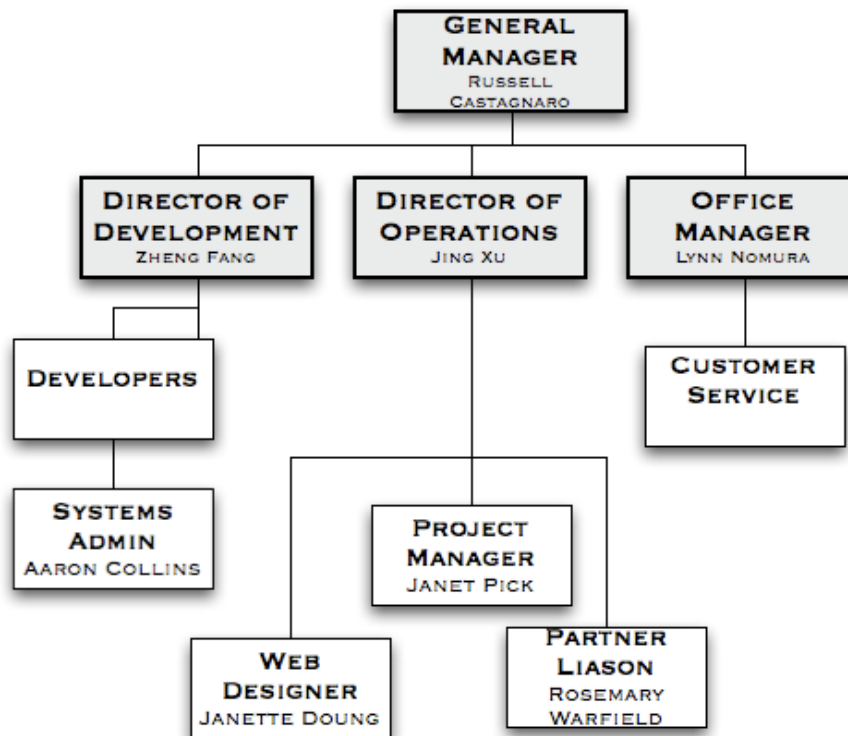 GENERAL
MANAGER
RUSSELL
CASTAGNARO
DIRECTOR OF
DEVELOPMENT
ZHENG FANG
DIRECTOR OF
OPERATIONS
JING XU
OFFICE
MANAGER
LYNN NOMURA
DEVELOPERS
CUSTOMER
SERVICE
SYSTEMS
ADMIN
AARON COLLINS
PROJECT
MANAGER
JANET PICK
WEB
DESIGNER
JANETTE DOUNG
PARTNER
LIASON
ROSEMARY
WARFIELD